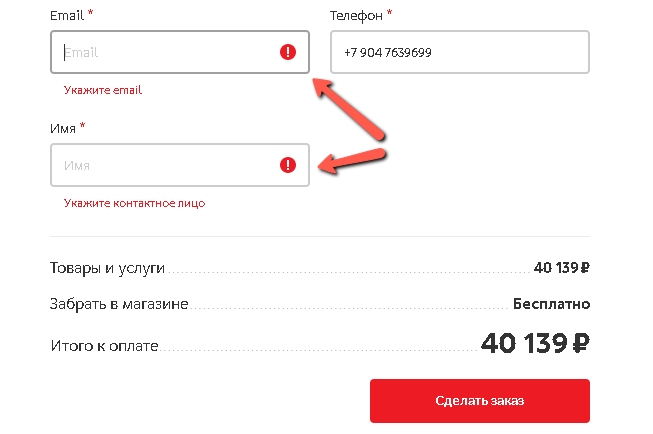 Email * Телефон *
Email +7 904 7639699
Укажите email
Имя *
Имя
Укажите контактное лицо
Товары и услуги 40 139 ₽
Забрать в магазине Бесплатно
Итого к оплате 40 139 ₽
Сделать заказ